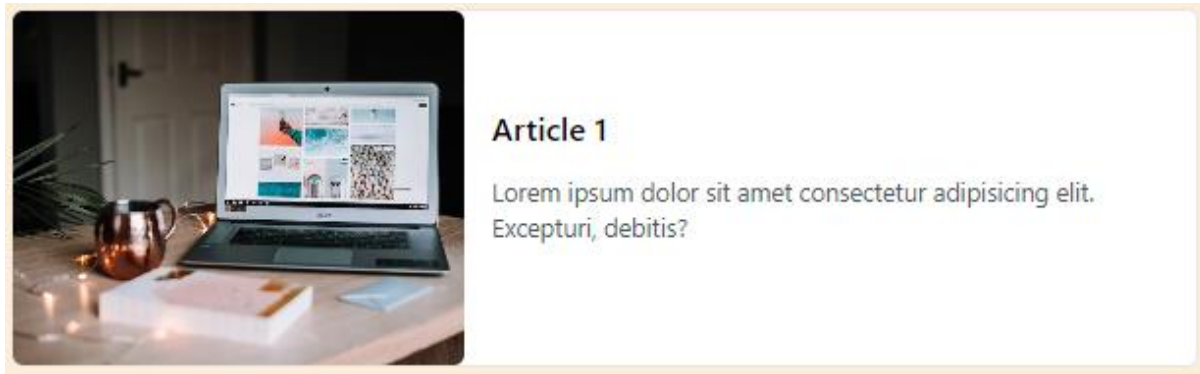 Article 1
Lorem ipsum dolor sit amet consectetur adipisicing elit.
Excepturi, debitis?